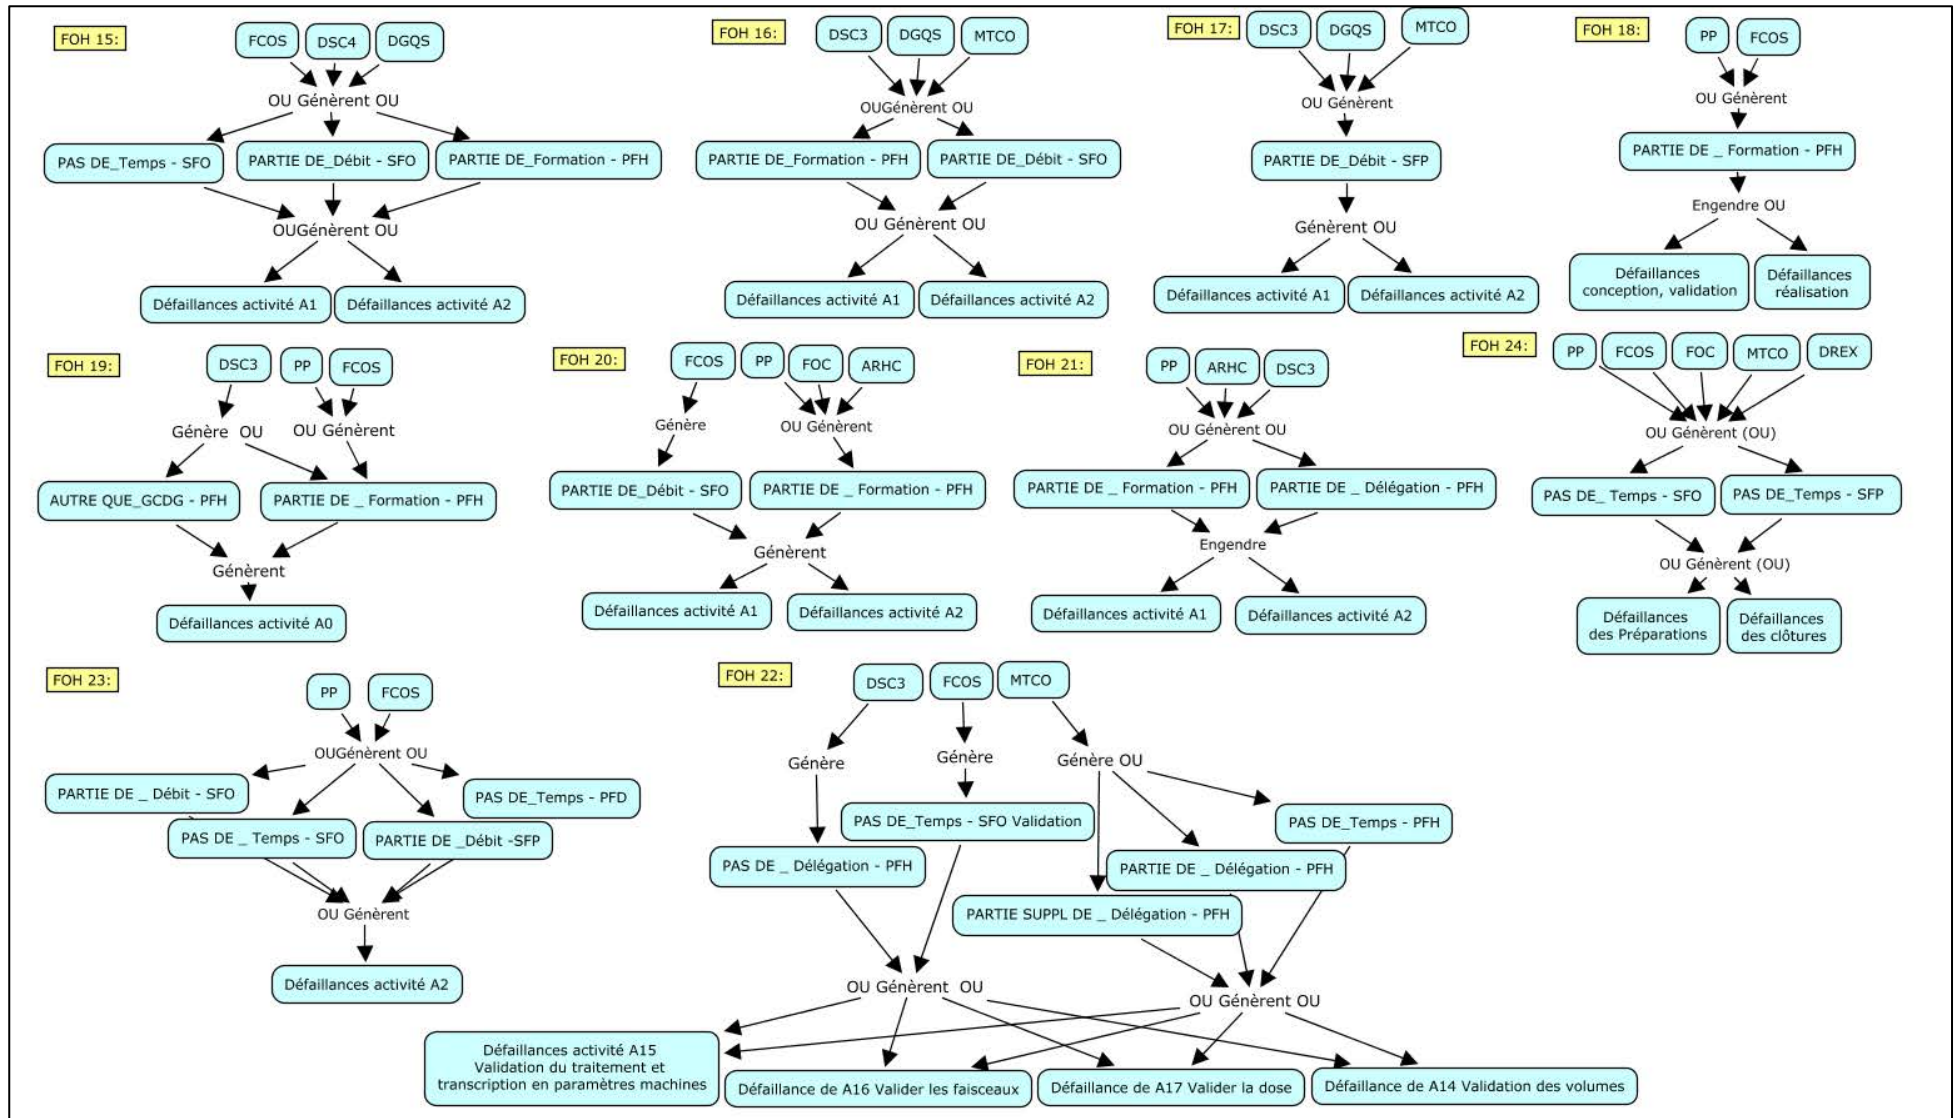 FOH 15:
FCOS
DSC4
DGQS
OU Génèrent OU
PAS DE_Temps - SFO
PARTIE DE_Débit - SFO
PARTIE DE_Formation - PFH
OUGénèrent OU
Défaillances activité A1
Défaillances activité A2
FOH 16:
DSC3
DGQS
MTCO
OUGénèrent OU
PARTIE DE_Formation - PFH
PARTIE DE_Débit - SFO
OU Génèrent OU
Défaillances activité A1
Défaillances activité A2
FOH 17:
DSC3
DGQS
MTCO
OU Génèrent
PARTIE DE_Débit - SFP
Génèrent OU
Défaillances activité A1
Défaillances activité A2
FOH 18:
PP
FCOS
OU Génèrent
PARTIE DE _ Formation - PFH
Engendre OU
Défaillances
conception, validation
Défaillances
réalisation
FOH 19:
DSC3
PP
FCOS
Génère OU
OU Génèrent
AUTRE QUE_GCDG - PFH
PARTIE DE _ Formation - PFH
Génèrent
Défaillances activité A0
FOH 20:
FCOS
PP
FOC
ARHC
Génère
OU Génèrent
PARTIE DE_Débit - SFO
PARTIE DE _ Formation - PFH
Génèrent
Défaillances activité A1
Défaillances activité A2
FOH 21:
PP
ARHC
DSC3
OU Génèrent OU
PARTIE DE _ Formation - PFH
PARTIE DE _ Délégation - PFH
Engendre
Défaillances activité A1
Défaillances activité A2
FOH 24:
PP
FCOS
FOC
MTCO
DREX
OU Génèrent (OU)
PAS DE_ Temps - SFO
PAS DE_Temps - SFP
OU Génèrent (OU)
Défaillances
des Préparations
Défaillances
des clôtures
FOH 23:
PP
FCOS
OUGénèrent OU
PARTIE DE _ Débit - SFO
PAS DE_Temps - PFD
PAS DE _ Temps - SFO
PARTIE DE _Débit -SFP
OU Génèrent
Défaillances activité A2
FOH 22:
DSC3
FCOS
MTCO
Génère
Génère
Génère OU
PAS DE_Temps - SFO Validation
PAS DE_Temps - PFH
PAS DE _ Délégation - PFH
PARTIE DE _ Délégation - PFH
PARTIE SUPPL DE _ Délégation - PFH
OU Génèrent OU
OU Génèrent OU
Défaillances activité A15
Validation du traitement et
transcription en paramètres machines
Défaillance de A16 Valider les faisceaux
Défaillance de A17 Valider la dose
Défaillance de A14 Validation des volumes